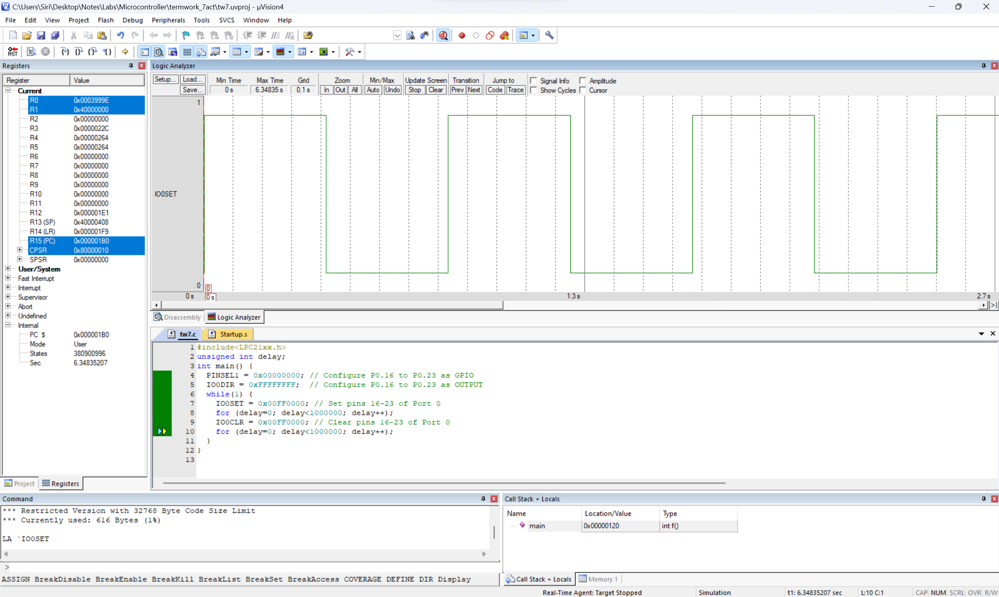 C:\Users\Siri\Desktop\Notes\Labs\Microcontroller\termwork_7act\tw7.uvproj - µVision4
File Edit View Project Flash Debug Peripherals Tools SVCS Window Help
RST
Registers
Register Value
Current
R0 0x0003999E
R1 0x40000000
R2 0x00000000
R3 0x0000022C
R4 0x00000264
R5 0x00000264
R6 0x00000000
R7 0x00000000
R8 0x00000000
R9 0x00000000
R10 0x00000000
R11 0x00000000
R12 0x000001E1
R13 (SP) 0x40000408
R14 (LR) 0x000001F9
R15 (PC) 0x000001B0
CPSR 0x80000010
SPSR 0x00000000
User/System
Fast Interrupt
Interrupt
Supervisor
Abort
Undefined
Internal
PC $ 0x000001B0
Mode User
States 380900996
Sec 6.34835207
Project Registers
Logic Analyzer
Setup... Load... Min Time Max Time Grid Zoom Min/Max Update Screen Transition Jump to Signal Info Amplitude
Save... 0 s 6.34835 s 0.1 s In Out All Auto Undo Stop Clear Prev Next Code Trace Show Cycles Cursor
1
IO0SET
0 0
0 s 0 s 1.3 s 2.7 s
Disassembly Logic Analyzer
tw7.c Startup.s
1 #include<LPC21xx.h>
2 unsigned int delay;
3 int main() {
4 PINSEL1 = 0x00000000; // Configure P0.16 to P0.23 as GPIO
5 IO0DIR = 0xFFFFFFFF; // Configure P0.16 to P0.23 as OUTPUT
6 while(1) {
7 IO0SET = 0x00FF0000; // Set pins 16-23 of Port 0
8 for (delay=0; delay<1000000; delay++);
9 IO0CLR = 0x00FF0000; // Clear pins 16-23 of Port 0
10 for (delay=0; delay<1000000; delay++);
11 }
12 }
13
Command
*** Restricted Version with 32768 Byte Code Size Limit
*** Currently used: 616 Bytes (1%)
LA `IO0SET
>
ASSIGN BreakDisable BreakEnable BreakKill BreakList BreakSet BreakAccess COVERAGE DEFINE DIR Display
Call Stack + Locals
Name Location/Value Type
main 0x00000120 int f()
Call Stack + Locals Memory 1
Real-Time Agent: Target Stopped Simulation t1: 6.34835207 sec L:10 C:1 CAP NUM SCRL OVR R/W